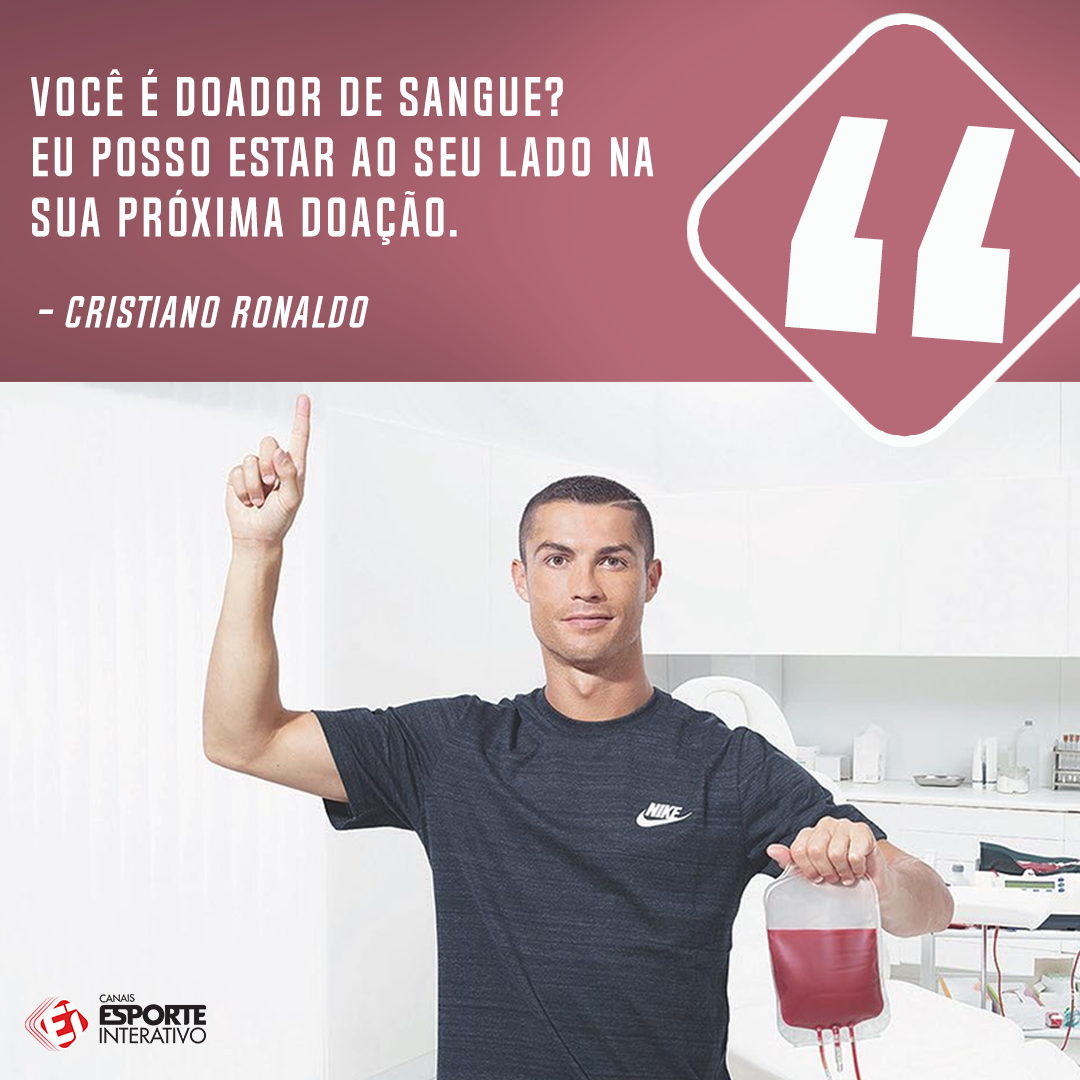 VOCÊ É DOADOR DE SANGUE?
EU POSSO ESTAR AO SEU LADO NA
SUA PRÓXIMA DOAÇÃO.
- CRISTIANO RONALDO
NIKE
CANAIS
ESPORTE
INTERATIVO